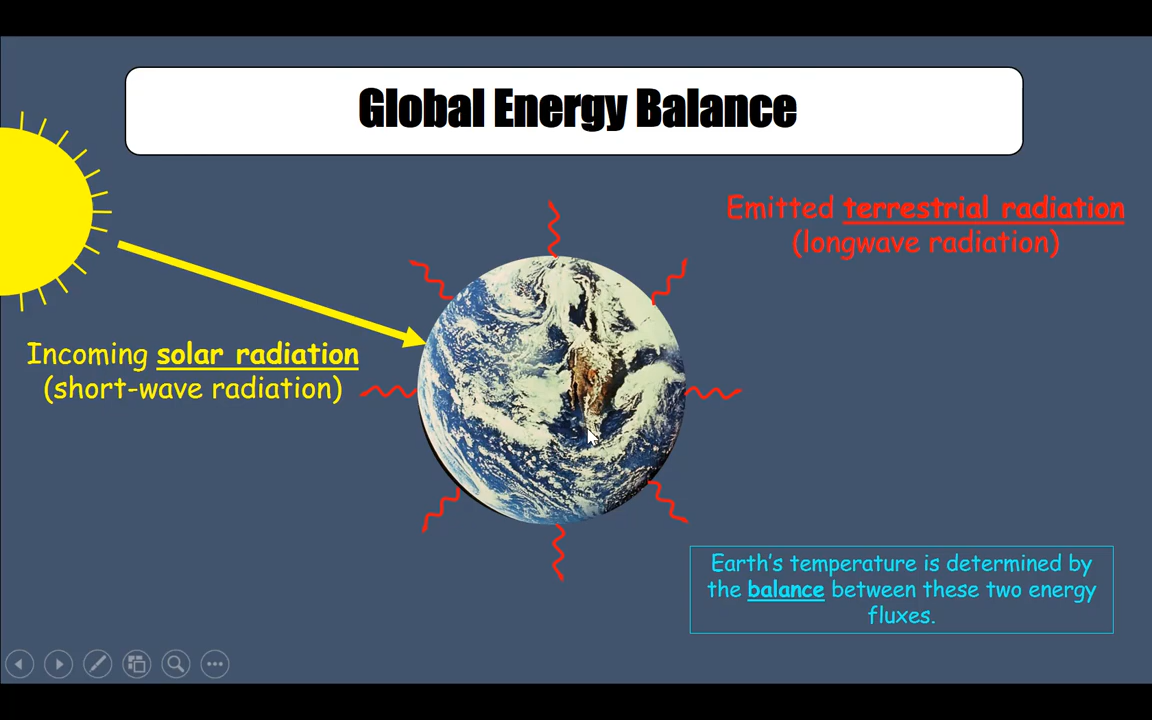 Global Energy Balance
Emitted terrestrial radiation
(longwave radiation)
Incoming solar radiation
(short-wave radiation)
Earth's temperature is determined by
the balance between these two energy
fluxes.